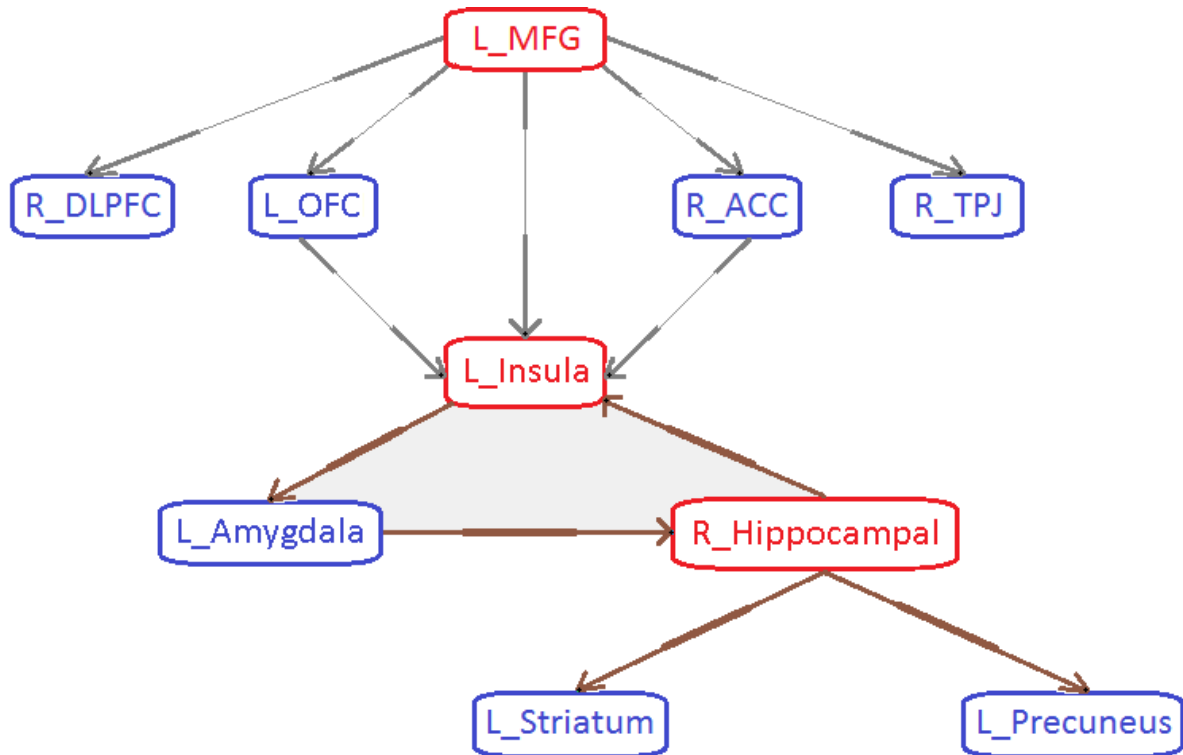 L_MFG
R_DLPFC
L_OFC
R_ACC
R_TPJ
L_Insula
L_Amygdala
R_Hippocampal
L_Striatum
L_Precuneus